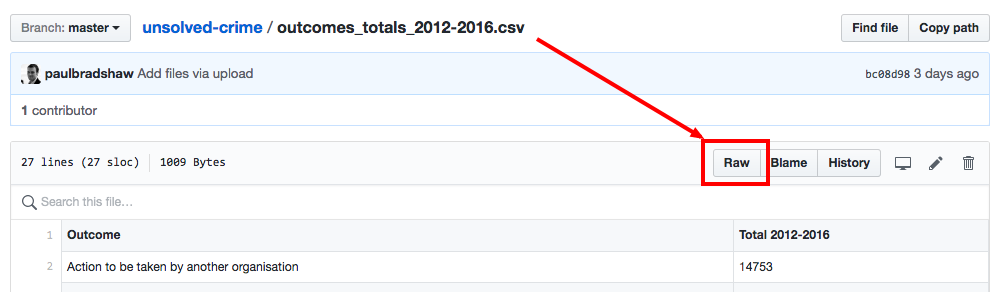 Branch: master unsolved-crime / outcomes_totals_2012-2016.csv Find file Copy path
paulbradshaw Add files via upload bc08d98 3 days ago
1 contributor
27 lines (27 sloc) 1009 Bytes Raw Blame History
Search this file…
1 Outcome Total 2012-2016
2 Action to be taken by another organisation 14753